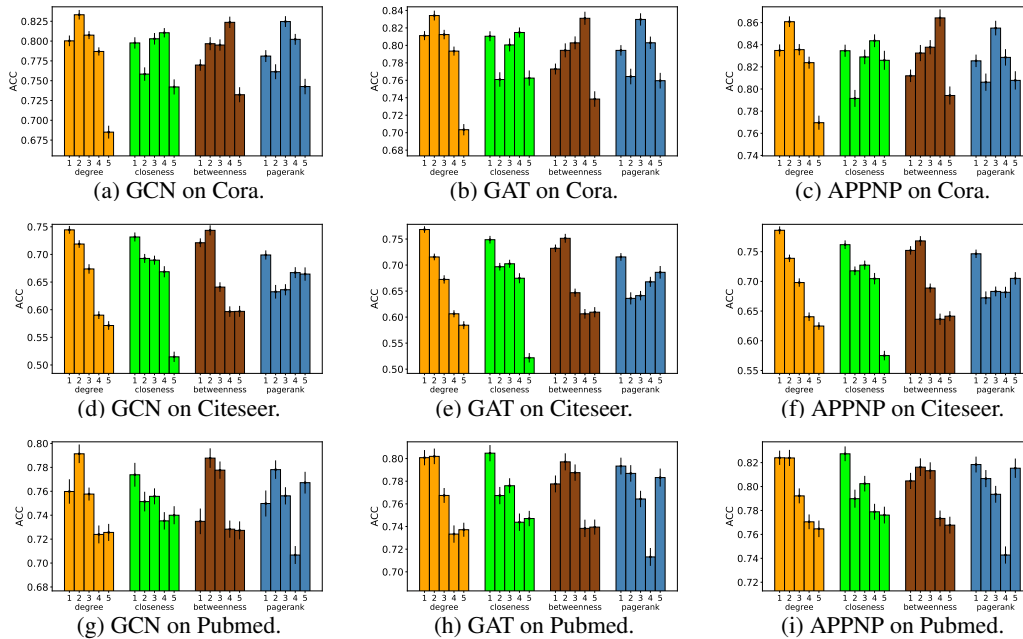 0.825
0.800
0.775
0.750
0.725
0.700
0.675
ACC
1 2 3 4 5 1 2 3 4 5 1 2 3 4 5 1 2 3 4 5
degree closeness betweenness pagerank
(a) GCN on Cora.
0.84
0.82
0.80
0.78
0.76
0.74
0.72
0.70
0.68
ACC
1 2 3 4 5 1 2 3 4 5 1 2 3 4 5 1 2 3 4 5
degree closeness betweenness pagerank
(b) GAT on Cora.
0.86
0.84
0.82
0.80
0.78
0.76
0.74
ACC
1 2 3 4 5 1 2 3 4 5 1 2 3 4 5 1 2 3 4 5
degree closeness betweenness pagerank
(c) APPNP on Cora.
0.75
0.70
0.65
0.60
0.55
0.50
ACC
1 2 3 4 5 1 2 3 4 5 1 2 3 4 5 1 2 3 4 5
degree closeness betweenness pagerank
(d) GCN on Citeseer.
0.75
0.70
0.65
0.60
0.55
0.50
ACC
1 2 3 4 5 1 2 3 4 5 1 2 3 4 5 1 2 3 4 5
degree closeness betweenness pagerank
(e) GAT on Citeseer.
0.75
0.70
0.65
0.60
0.55
ACC
1 2 3 4 5 1 2 3 4 5 1 2 3 4 5 1 2 3 4 5
degree closeness betweenness pagerank
(f) APPNP on Citeseer.
0.80
0.78
0.76
0.74
0.72
0.70
0.68
ACC
1 2 3 4 5 1 2 3 4 5 1 2 3 4 5 1 2 3 4 5
degree closeness betweenness pagerank
(g) GCN on Pubmed.
0.80
0.78
0.76
0.74
0.72
0.70
ACC
1 2 3 4 5 1 2 3 4 5 1 2 3 4 5 1 2 3 4 5
degree closeness betweenness pagerank
(h) GAT on Pubmed.
0.82
0.80
0.78
0.76
0.74
0.72
ACC
1 2 3 4 5 1 2 3 4 5 1 2 3 4 5 1 2 3 4 5
degree closeness betweenness pagerank
(i) APPNP on Pubmed.